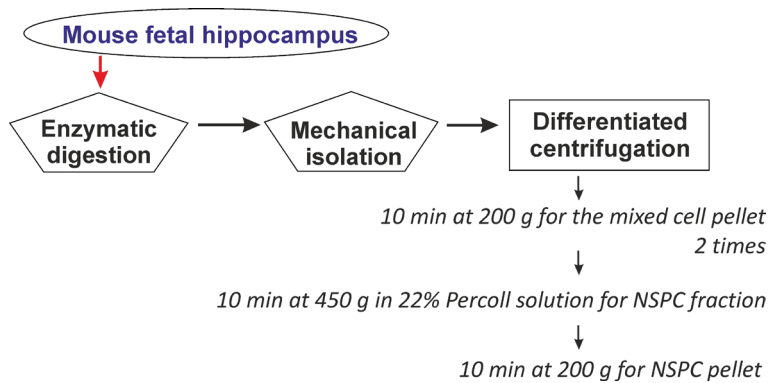 Mouse fetal hippocampus
Enzymatic
digestion
Mechanical
isolation
Differentiated
centrifugation
10 min at 200 g for the mixed cell pellet
2 times
10 min at 450 g in 22% Percoll solution for NSPC fraction
10 min at 200 g for NSPC pellet